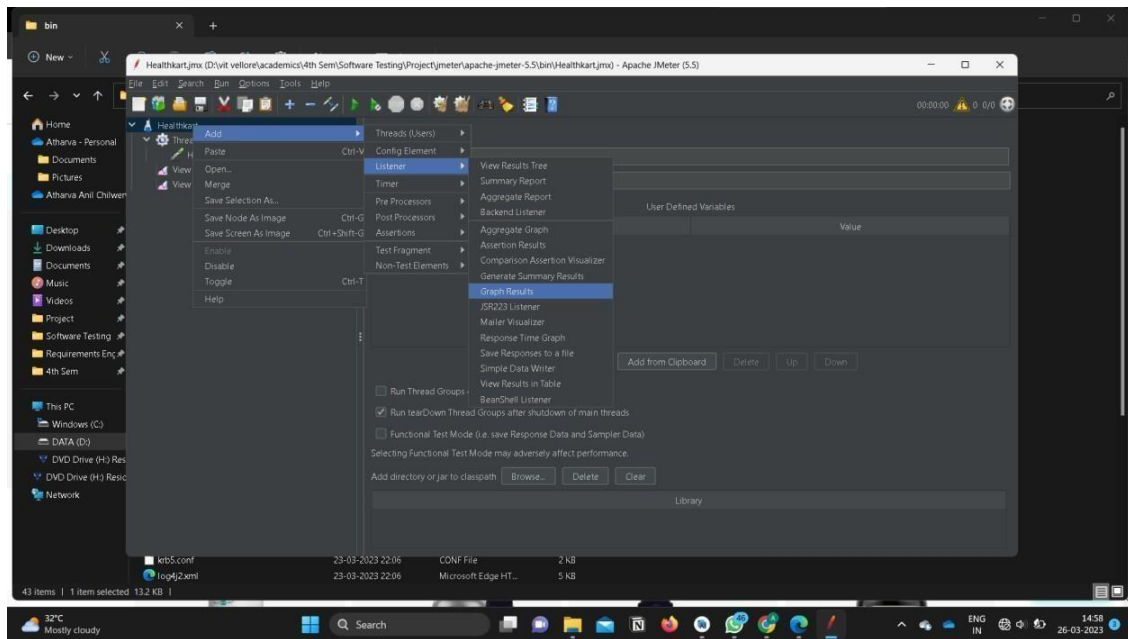 bin
New
Healthkart.jmx (D:\vit vellore\academics\4th Sem\Software Testing\Project\jmeter\apache-jmeter-5.5\bin\Healthkart.jmx) - Apache JMeter (5.5)
File Edit Search Run Options Tools Help
00:00:00 0 0/0
Home
Atharva - Personal
Documents
Pictures
Atharva Anil Chilwer
Desktop
Downloads
Documents
Music
Videos
Project
Software Testing
Requirements Eng
4th Sem
This PC
Windows (C:)
DATA (D:)
DVD Drive (H:) Res
DVD Drive (H:) Resic
Network
Healthkart
Threa
H
View
View
Add
Paste Ctrl-V
Open...
Merge
Save Selection As...
Save Node As Image Ctrl-G
Save Screen As Image Ctrl+Shift-G
Enable
Disable
Toggle Ctrl-T
Help
Threads (Users)
Config Element
Listener
Timer
Pre Processors
Post Processors
Assertions
Test Fragment
Non-Test Elements
View Results Tree
Summary Report
Aggregate Report
Backend Listener
Aggregate Graph
Assertion Results
Comparison Assertion Visualizer
Generate Summary Results
Graph Results
JSR223 Listener
Mailer Visualizer
Response Time Graph
Save Responses to a file
Simple Data Writer
View Results in Table
BeanShell Listener
User Defined Variables
Value
Add from Clipboard Delete Up Down
Run Thread Groups
Run tearDown Thread Groups after shutdown of main threads
Functional Test Mode (i.e. save Response Data and Sampler Data)
Selecting Functional Test Mode may adversely affect performance.
Add directory or jar to classpath Browse... Delete Clear
Library
krb5.conf 23-03-2023 22:06 CONF File 2 KB
log4j2.xml 23-03-2023 22:06 Microsoft Edge HT... 5 KB
43 items 1 item selected 13.2 KB
32°C
Mostly cloudy
Search
ENG
IN
14:58
26-03-2023